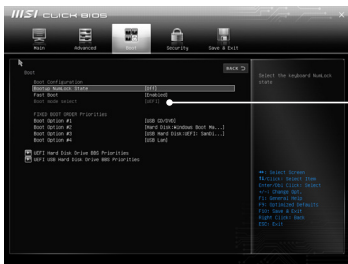 msi CLICK BIOS
Main
Advanced
Boot
Security
Save & Exit
Back
Boot
Select the keyboard NumLock
state
Boot Configuration
Bootup NumLock State [Off]
Fast Boot [Enabled]
Boot mode select [UEFI]
FIXED BOOT ORDER Priorities
Boot Option #1 [USB CD/DVD]
Boot Option #2 [Hard Disk:Windows Boot Ma...]
Boot Option #3 [USB Hard Disk:UEFI: SanDi...]
Boot Option #4 [USB Lan]
UEFI Hard Disk Drive BBS Priorities
UEFI USB Hard Disk Drive BBS Priorities
: Select Screen
/Click: Select Item
Enter/Dbl Click: Select
+/-: Change Opt.
F1: General Help
F9: Optimized Defaults
F10: Save & Exit
Right Click: Back
ESC: Exit